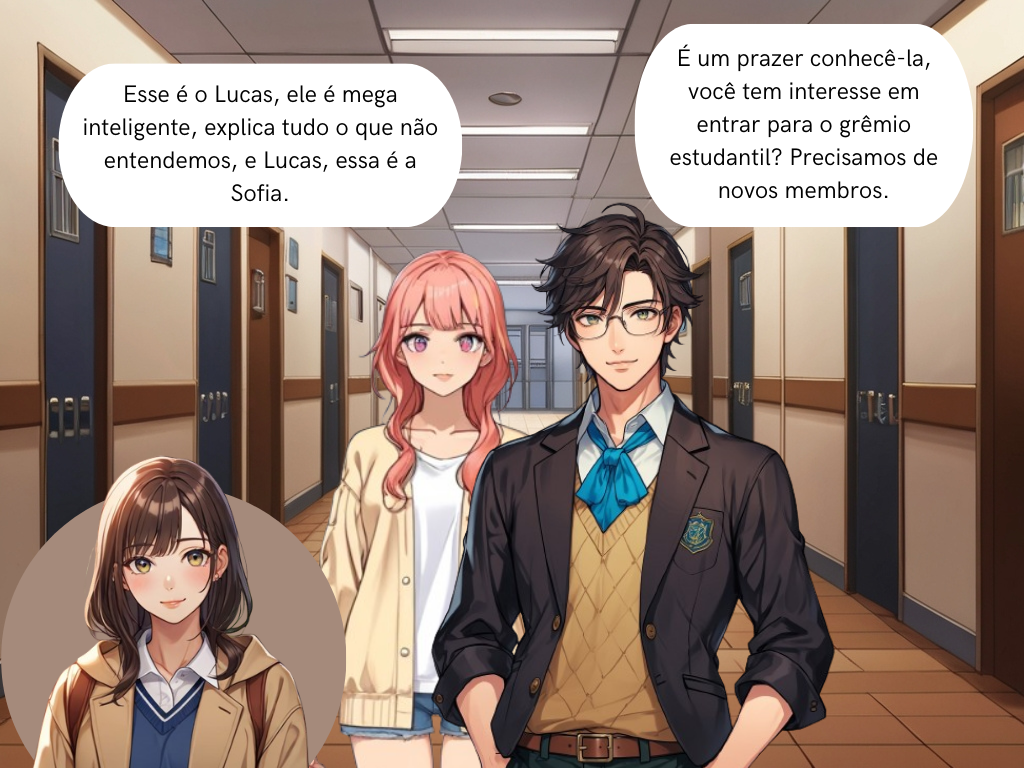 Esse é o Lucas, ele é mega
inteligente, explica tudo o que não
entendemos, e Lucas, essa é a
Sofia.
É um prazer conhecê-la,
você tem interesse em
entrar para o grêmio
estudantil? Precisamos de
novos membros.